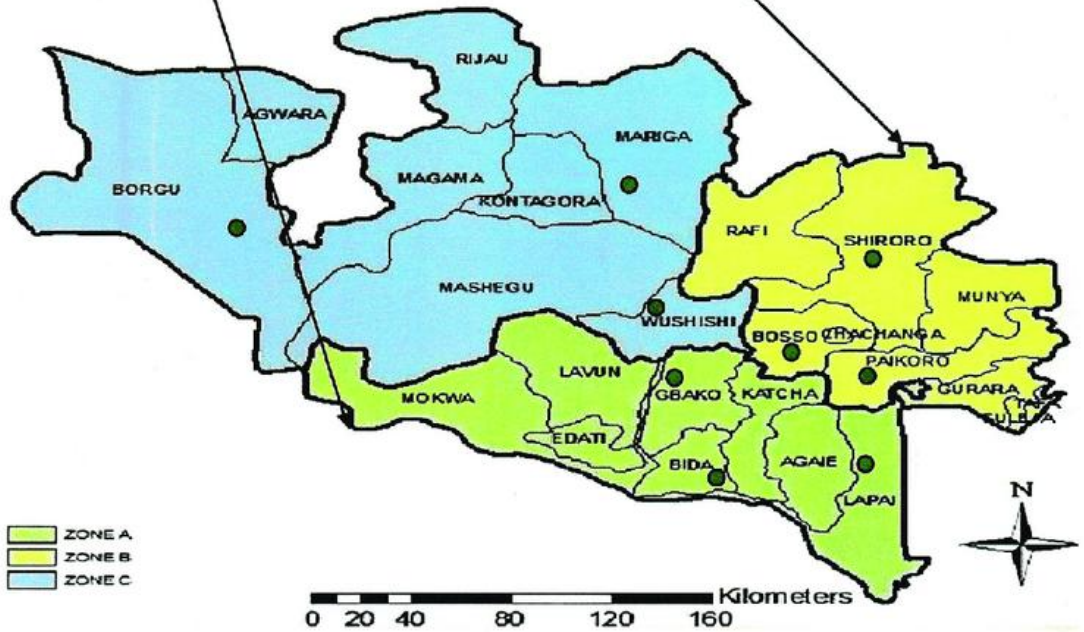 RIJAU
AGWARA
MARIGA
MAGAMA
BORGU
KONTAGORA
RAFI
SHIRORO
MASHEGU
MUNYA
WUSHISHI
BOSSO
CHACHANGA
PAIKORO
LAVUN
GURARA
MOKWA
GBAKO
KATCHA
EDATI
BIDA
AGAIE
LAPAI
N
ZONE A
ZONE B
ZONE C
Kilometers
0 20 40 80 120 160